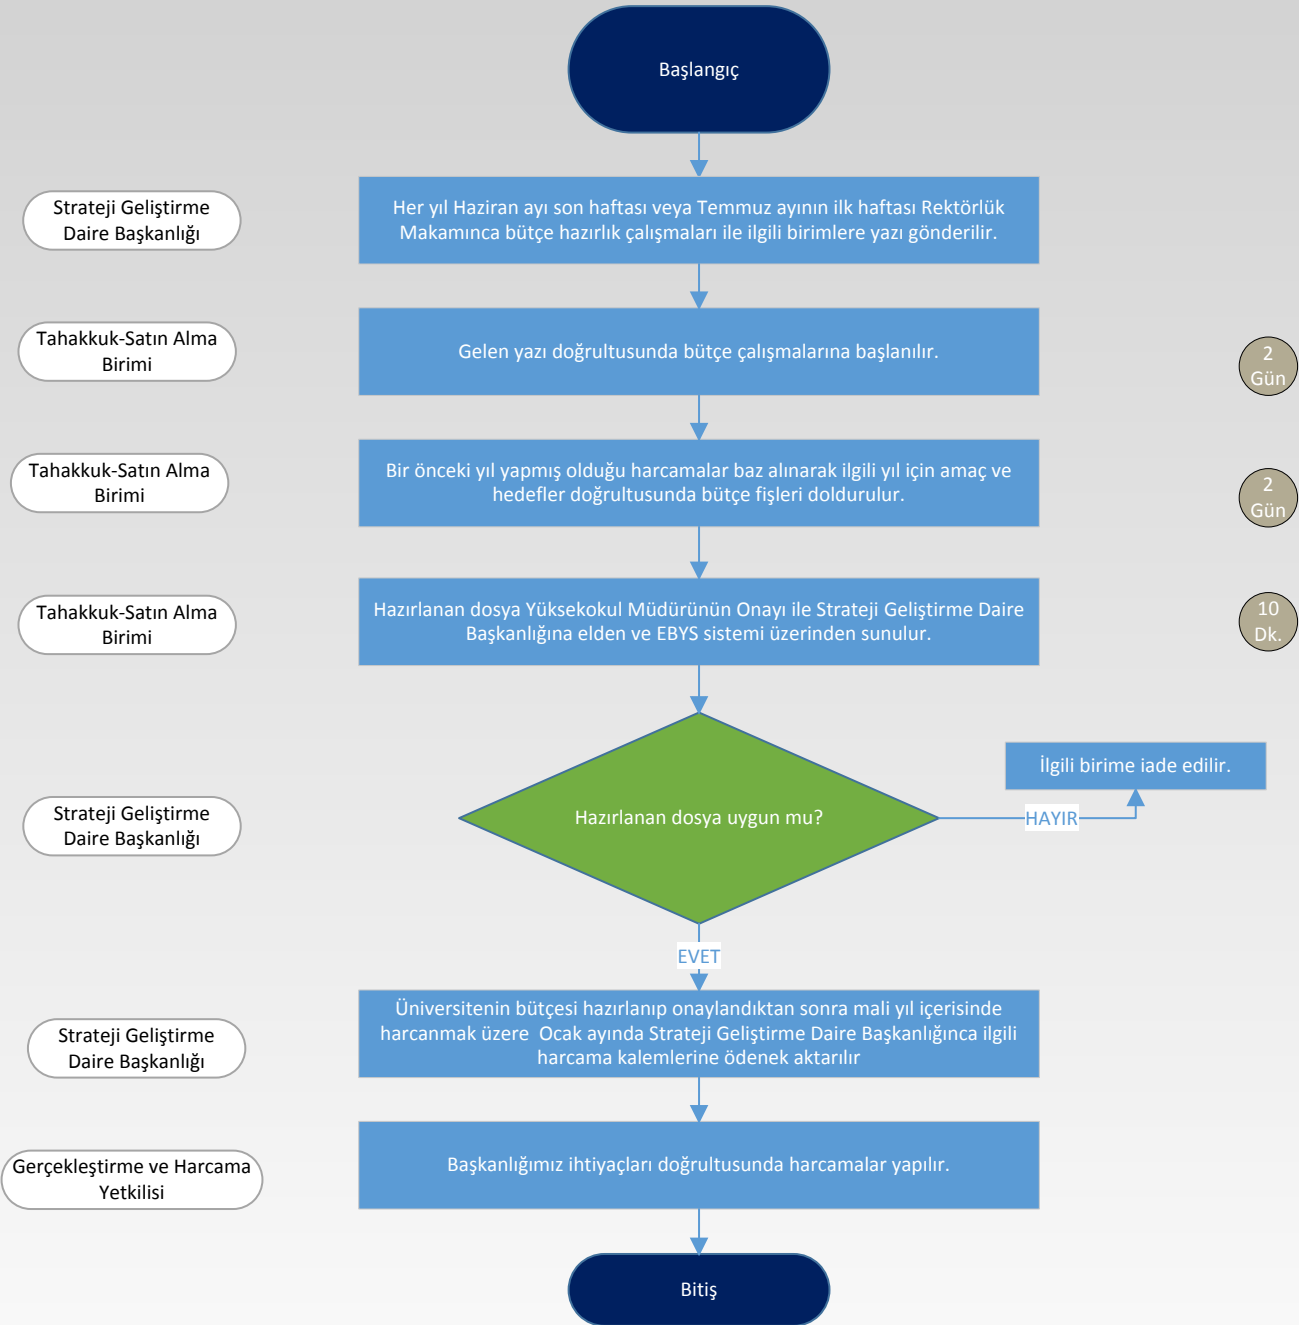 Başlangıç
Strateji Geliştirme
Daire Başkanlığı
Her yıl Haziran ayı son haftası veya Temmuz ayının ilk haftası Rektörlük
Makamınca bütçe hazırlık çalışmaları ile ilgili birimlere yazı gönderilir.
Tahakkuk-Satın Alma
Birimi
Gelen yazı doğrultusunda bütçe çalışmalarına başlanılır.
2
Gün
Tahakkuk-Satın Alma
Birimi
Bir önceki yıl yapmış olduğu harcamalar baz alınarak ilgili yıl için amaç ve
hedefler doğrultusunda bütçe fişleri doldurulur.
2
Gün
Tahakkuk-Satın Alma
Birimi
Hazırlanan dosya Yüksekokul Müdürünün Onayı ile Strateji Geliştirme Daire
Başkanlığına elden ve EBYS sistemi üzerinden sunulur.
10
Dk.
Strateji Geliştirme
Daire Başkanlığı
Hazırlanan dosya uygun mu?
HAYIR
İlgili birime iade edilir.
EVET
Strateji Geliştirme
Daire Başkanlığı
Üniversitenin bütçesi hazırlanıp onaylandıktan sonra mali yıl içerisinde
harcanmak üzere  Ocak ayında Strateji Geliştirme Daire Başkanlığınca ilgili
harcama kalemlerine ödenek aktarılır
Gerçekleştirme ve Harcama
Yetkilisi
Başkanlığımız ihtiyaçları doğrultusunda harcamalar yapılır.
Bitiş